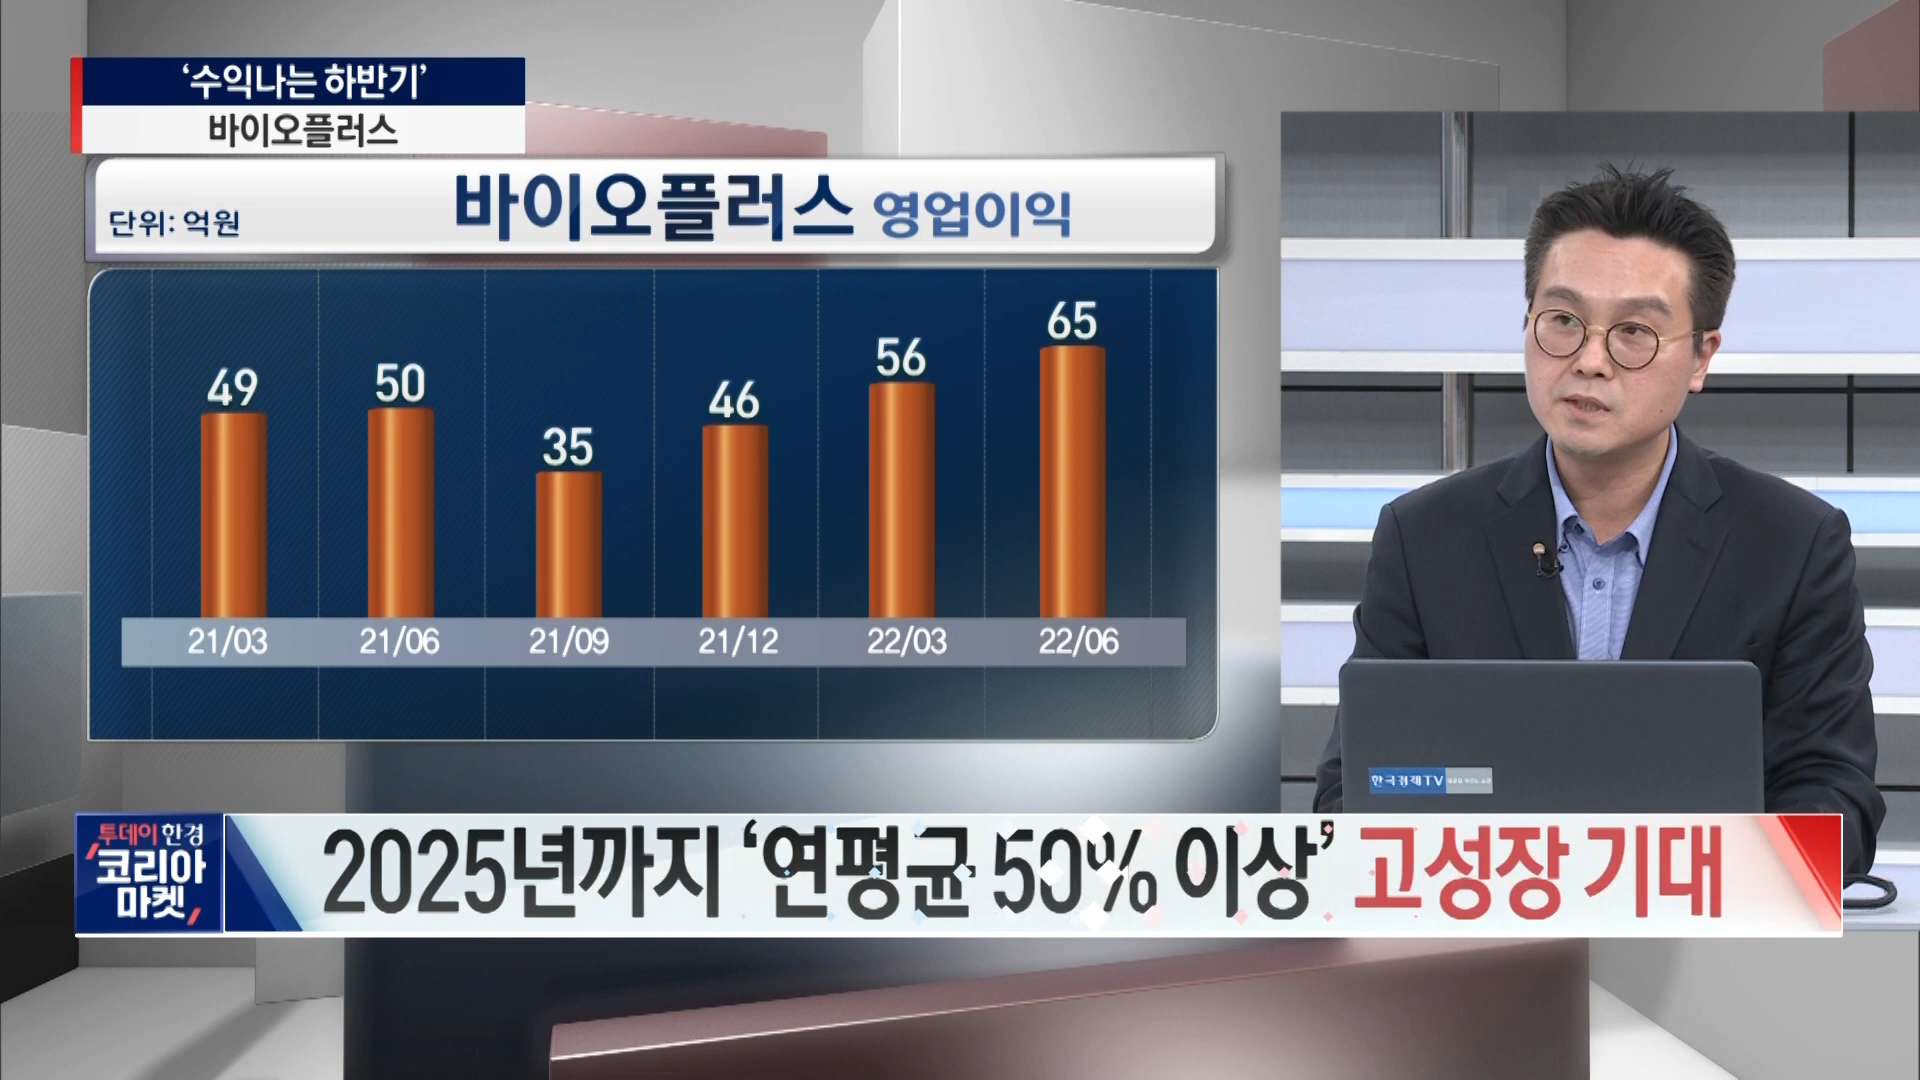 ‘수익나는 하반기’
바이오플러스
단위: 억원
바이오플러스 영업이익
49
50
35
46
56
65
21/03
21/06
21/09
21/12
22/03
22/06
한국경제TV
투데이 한경
코리아
마켓
2025년까지 ‘연평균 50% 이상’ 고성장 기대